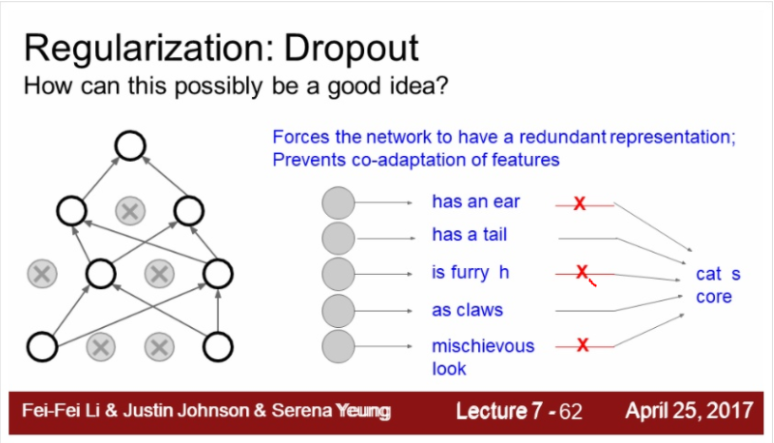 Regularization: Dropout
How can this possibly be a good idea?
Forces the network to have a redundant representation;
Prevents co-adaptation of features
has an ear
X
has a tail
is furry h
X
cat s
core
as claws
mischievous
X
look
Fei-Fei Li & Justin Johnson & Serena Yeung
Lecture 7 - 62
April 25, 2017